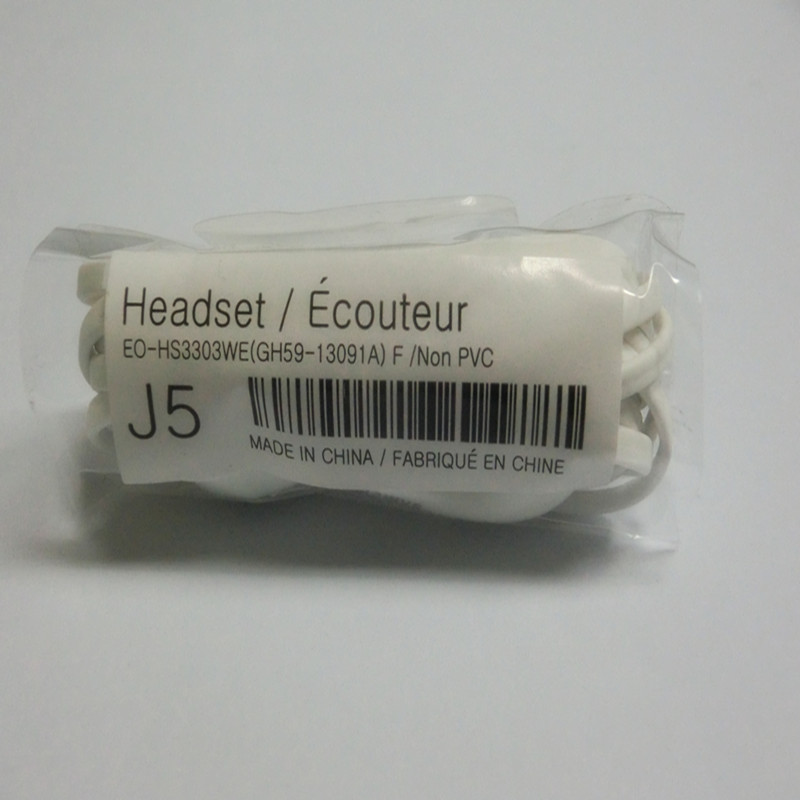 Headset / Écouteur
EO-HS3303WE(GH59-13091A) F /Non PVC
J5
MADE IN CHINA / FABRIQUÉ EN CHINE